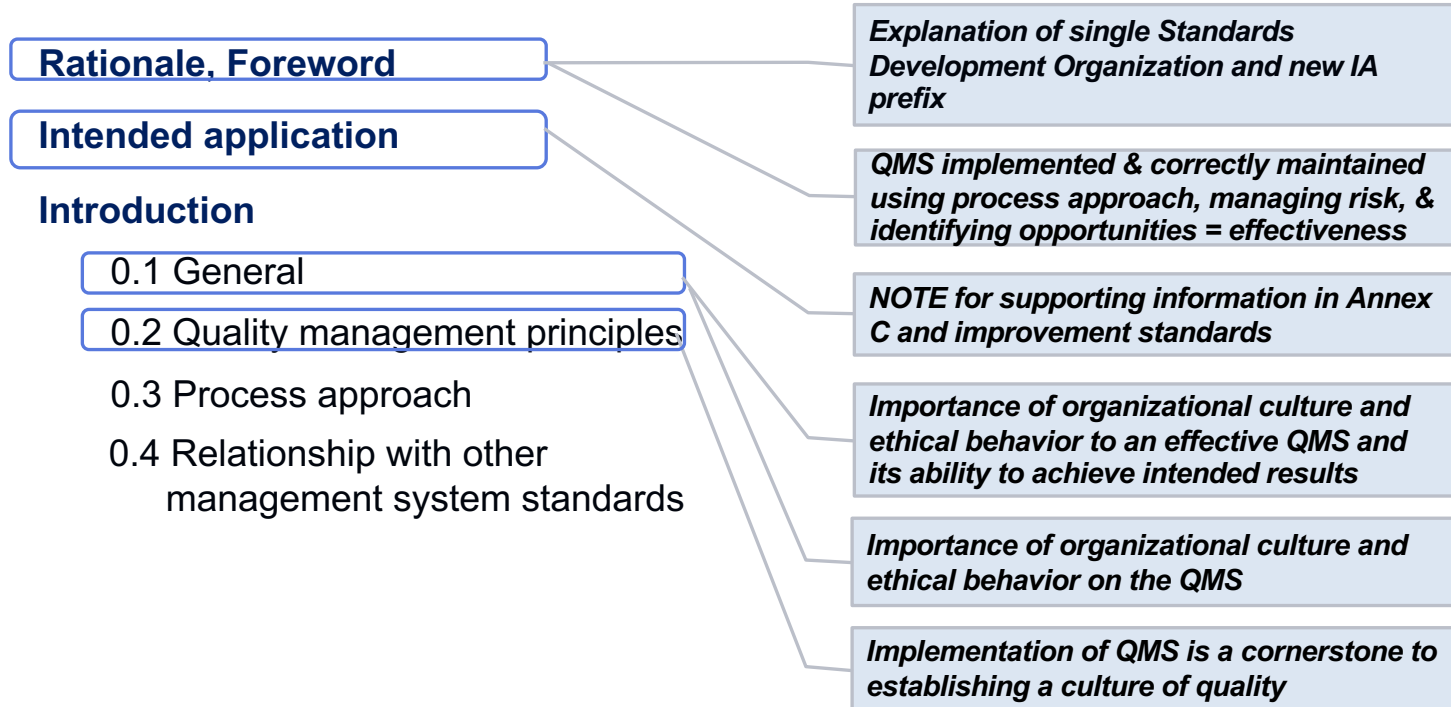 Rationale, Foreword
Intended application
Introduction
0.1 General
0.2 Quality management principles
0.3 Process approach
0.4 Relationship with other
management system standards
Explanation of single Standards
Development Organization and new IA
prefix
QMS implemented & correctly maintained
using process approach, managing risk, &
identifying opportunities = effectiveness
NOTE for supporting information in Annex
C and improvement standards
Importance of organizational culture and
ethical behavior to an effective QMS and
its ability to achieve intended results
Importance of organizational culture and
ethical behavior on the QMS
Implementation of QMS is a cornerstone to
establishing a culture of quality